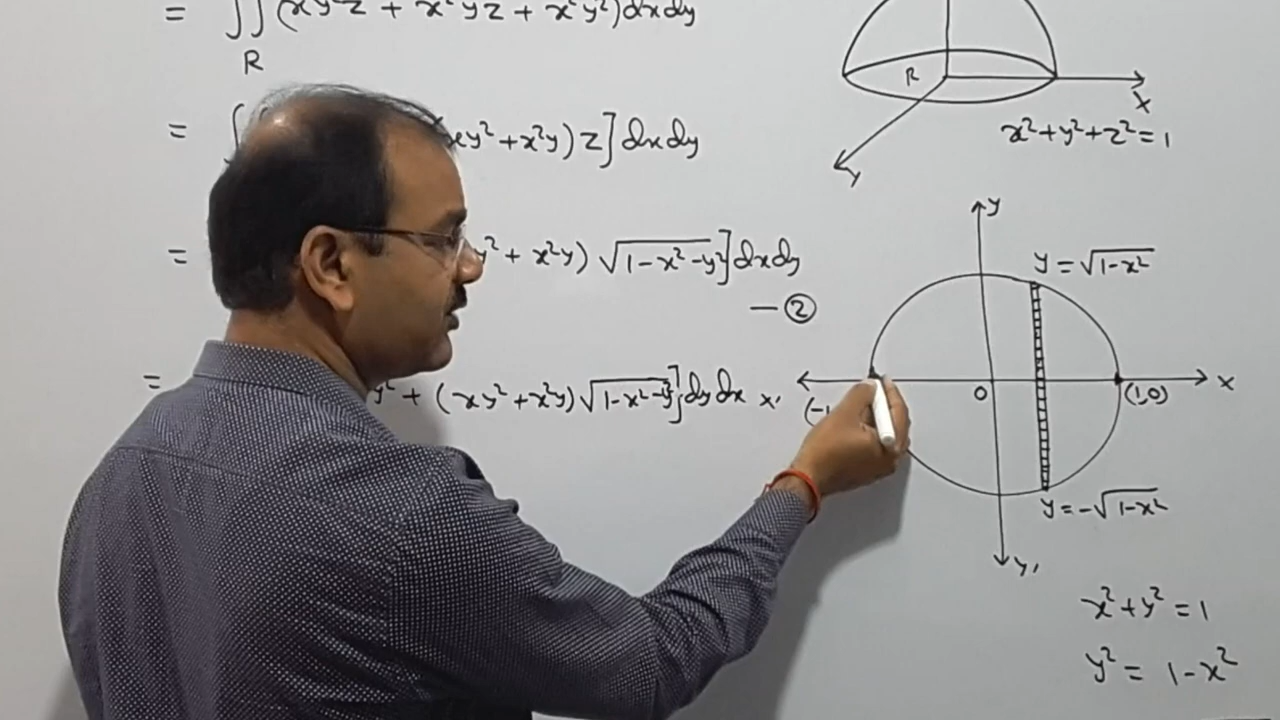 = ∬ (xy²z + x²yz + x²y²) dx dy
R
= ∫ xy² + x²y) z] dx dy
= y² + x²y) √(1-x²-y²)] dx dy
— ②
= y² + (xy² + x²y) √(1-x²-y²)] dy dx
R
x
y
x² + y² + z² = 1
y
y = √(1-x²)
x'
0
(1,0)
x
(-1
y = -√(1-x²)
y'
x² + y² = 1
y² = 1-x²